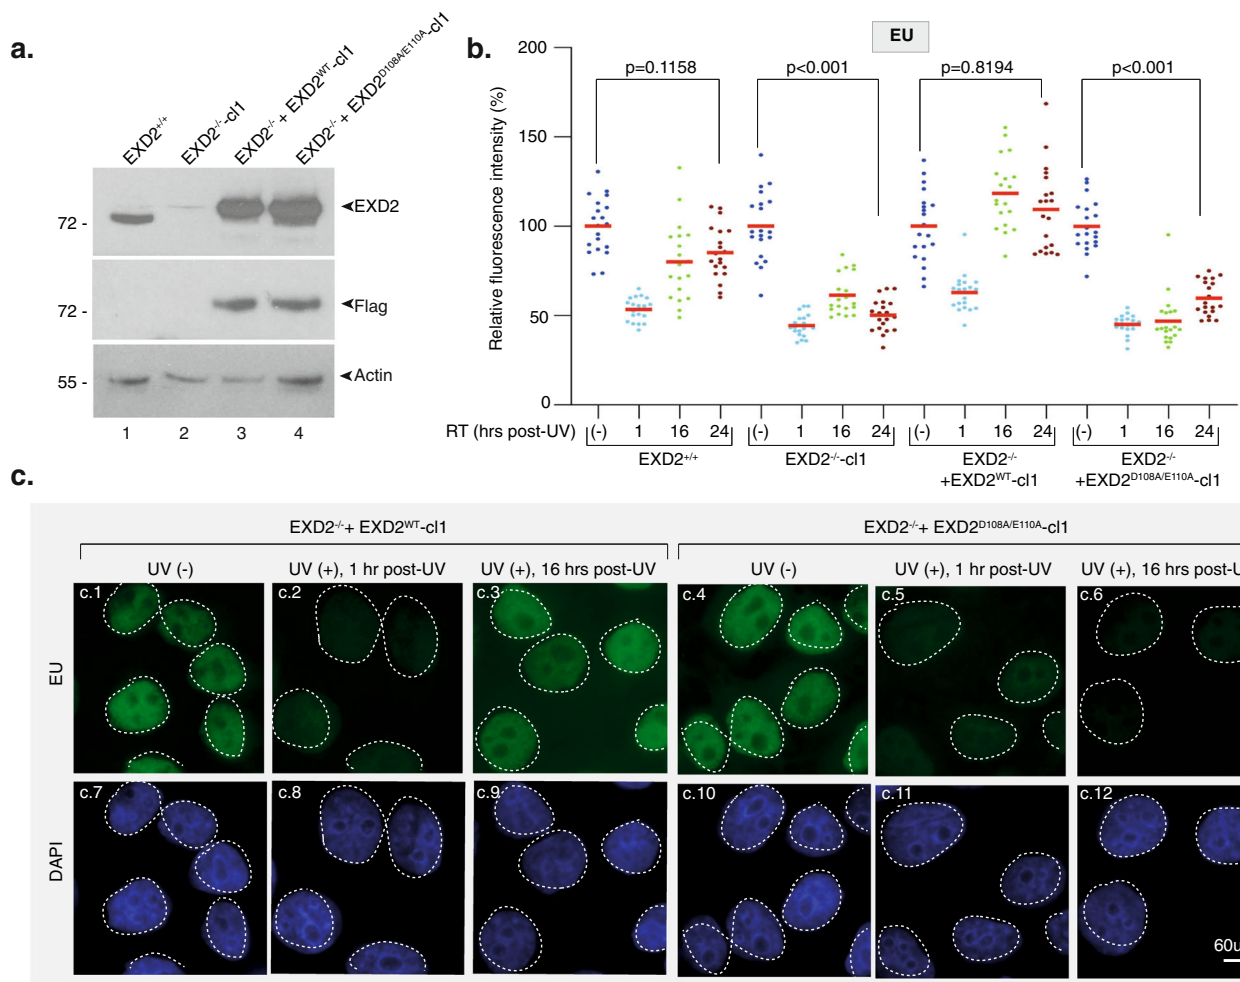 a.
EXD2+/+
EXD2-/--cl1
EXD2-/- + EXD2WT-cl1
EXD2-/- + EXD2D108A/E110A-cl1
72 -
EXD2
72 -
Flag
55 -
Actin
1 2 3 4
b.
EU
Relative fluorescence intensity (%)
200
150
100
50
0
p=0.1158 p<0.001 p=0.8194 p<0.001
RT (hrs post-UV) (-) 1 16 24 (-) 1 16 24 (-) 1 16 24 (-) 1 16 24
EXD2+/+ EXD2-/--cl1 EXD2-/- EXD2-/-
+EXD2WT-cl1 +EXD2D108A/E110A-cl1
c.
EXD2-/-+ EXD2WT-cl1 EXD2-/-+ EXD2D108A/E110A-cl1
UV (-) UV (+), 1 hr post-UV UV (+), 16 hrs post-UV UV (-) UV (+), 1 hr post-UV UV (+), 16 hrs post-U
EU
c.1 c.2 c.3 c.4 c.5 c.6
DAPI
c.7 c.8 c.9 c.10 c.11 c.12
60u